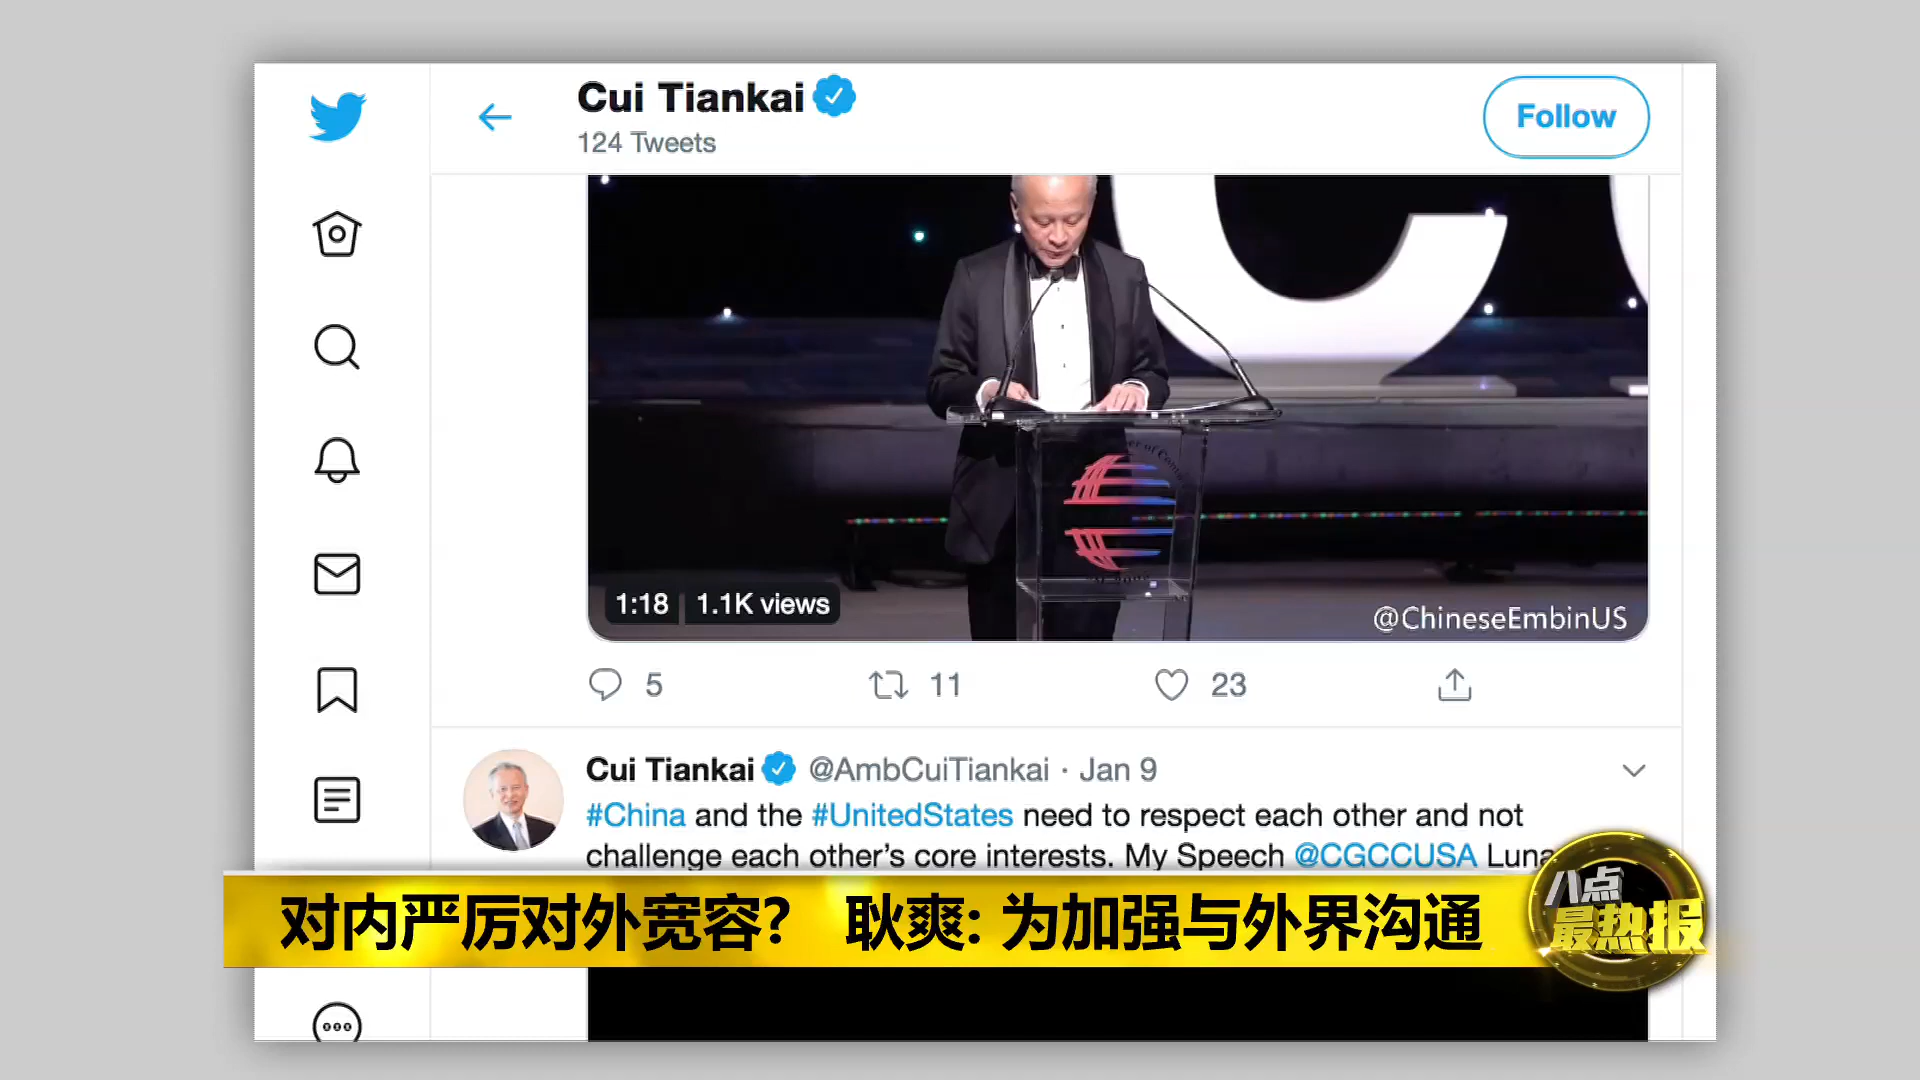 Cui Tiankai
124 Tweets
Follow
C
1:18
1.1K views
@ChineseEmbinUS
5
11
23
Cui Tiankai @AmbCuiTiankai · Jan 9
#China and the #UnitedStates need to respect each other and not
challenge each other's core interests. My Speech @CGCCUSA Luna
对内严厉对外宽容? 耿爽: 为加强与外界沟通
八点
最热报